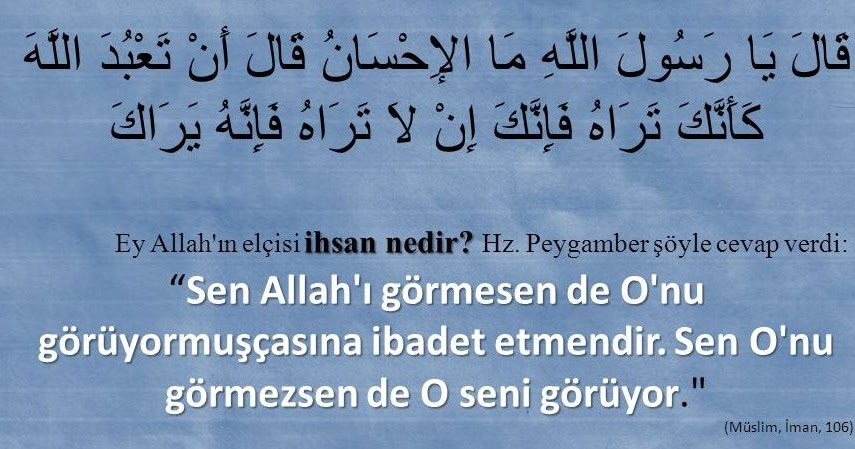 قَالَ يَا رَسُولَ اللَّهِ مَا الإِحْسَانُ قَالَ أَنْ تَعْبُدَ اللَّهَ
كَأَنَّكَ تَرَاهُ فَإِنَّكَ إِنْ لاَ تَرَاهُ فَإِنَّهُ يَرَاكَ
Ey Allah'ın elçisi ihsan nedir? Hz. Peygamber şöyle cevap verdi:
“Sen Allah'ı görmesen de O'nu
görüyormuşçasına ibadet etmendir. Sen O'nu
görmezsen de O seni görüyor."
(Müslim, İman, 106)